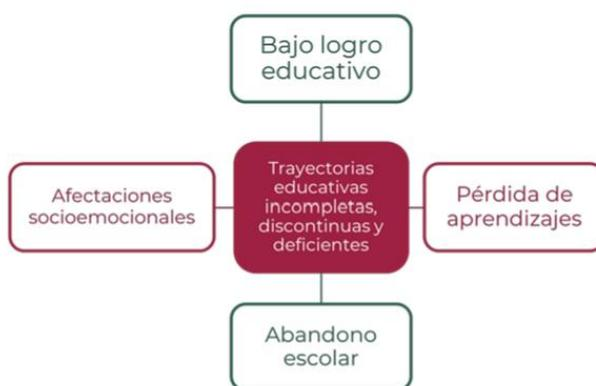 Bajo logro
educativo
Afectaciones
socioemocionales
Trayectorias
educativas
incompletas,
discontinuas y
deficientes
Pérdida de
aprendizajes
Abandono
escolar